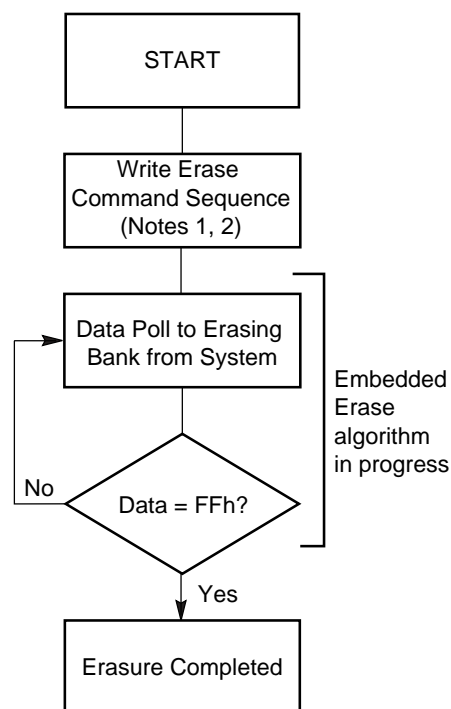 START
Write Erase
Command Sequence
(Notes 1, 2)
Data Poll to Erasing
Bank from System
Embedded
Erase
algorithm
in progress
No
Data = FFh?
Yes
Erasure Completed